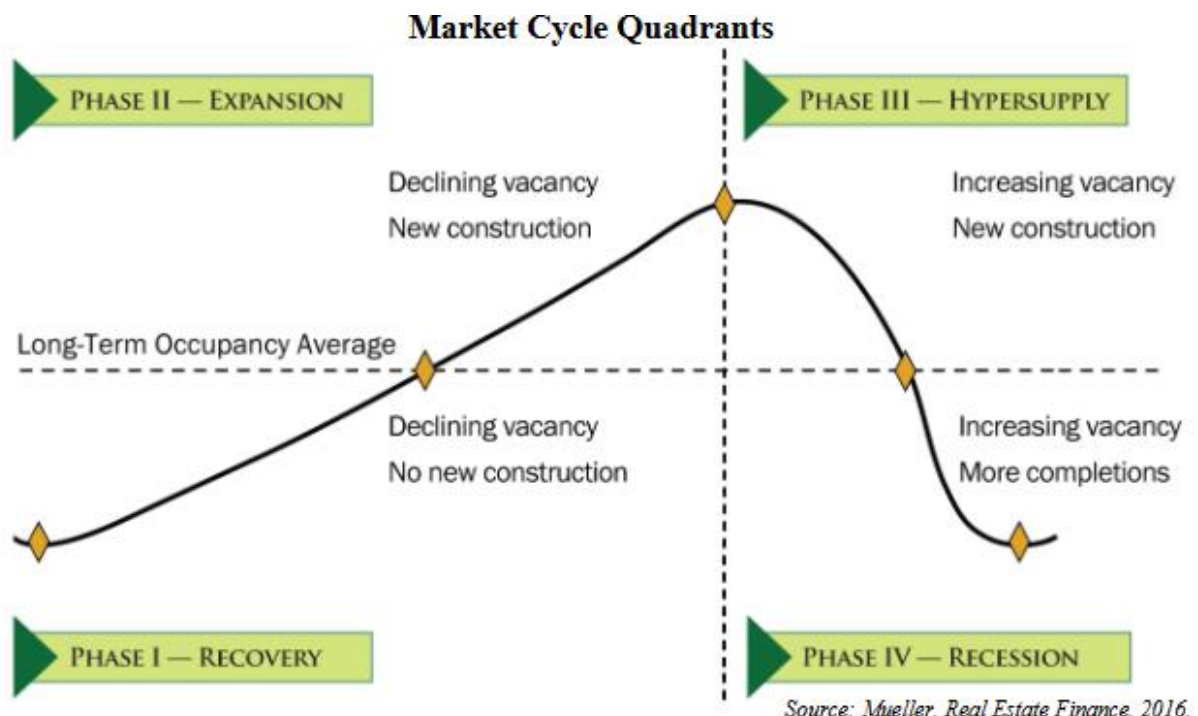 Market Cycle Quadrants
PHASE II — EXPANSION
PHASE III — HYPERSUPPLY
Declining vacancy
New construction
Increasing vacancy
New construction
Long-Term Occupancy Average
Declining vacancy
No new construction
Increasing vacancy
More completions
PHASE I — RECOVERY
PHASE IV — RECESSION
Source: Mueller, Real Estate Finance, 2016